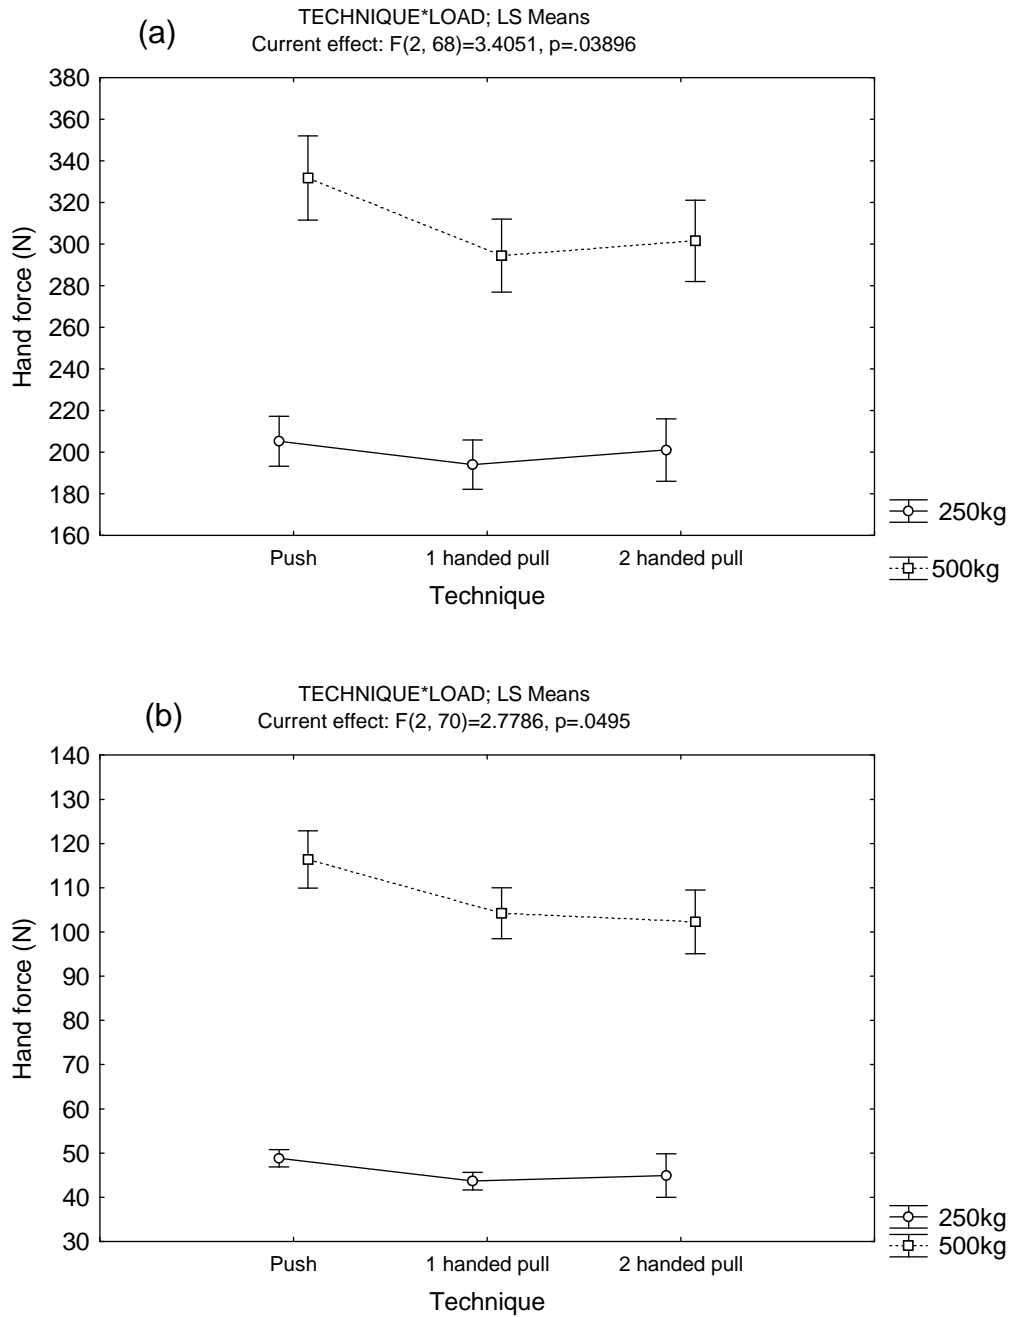 (a)
TECHNIQUE*LOAD; LS Means
Current effect: F(2, 68)=3.4051, p=.03896
380
360
340
320
300
280
260
240
220
200
180
160
Hand force (N)
Push 1 handed pull 2 handed pull
Technique
250kg
500kg
(b)
TECHNIQUE*LOAD; LS Means
Current effect: F(2, 70)=2.7786, p=.0495
140
130
120
110
100
90
80
70
60
50
40
30
Hand force (N)
Push 1 handed pull 2 handed pull
Technique
250kg
500kg